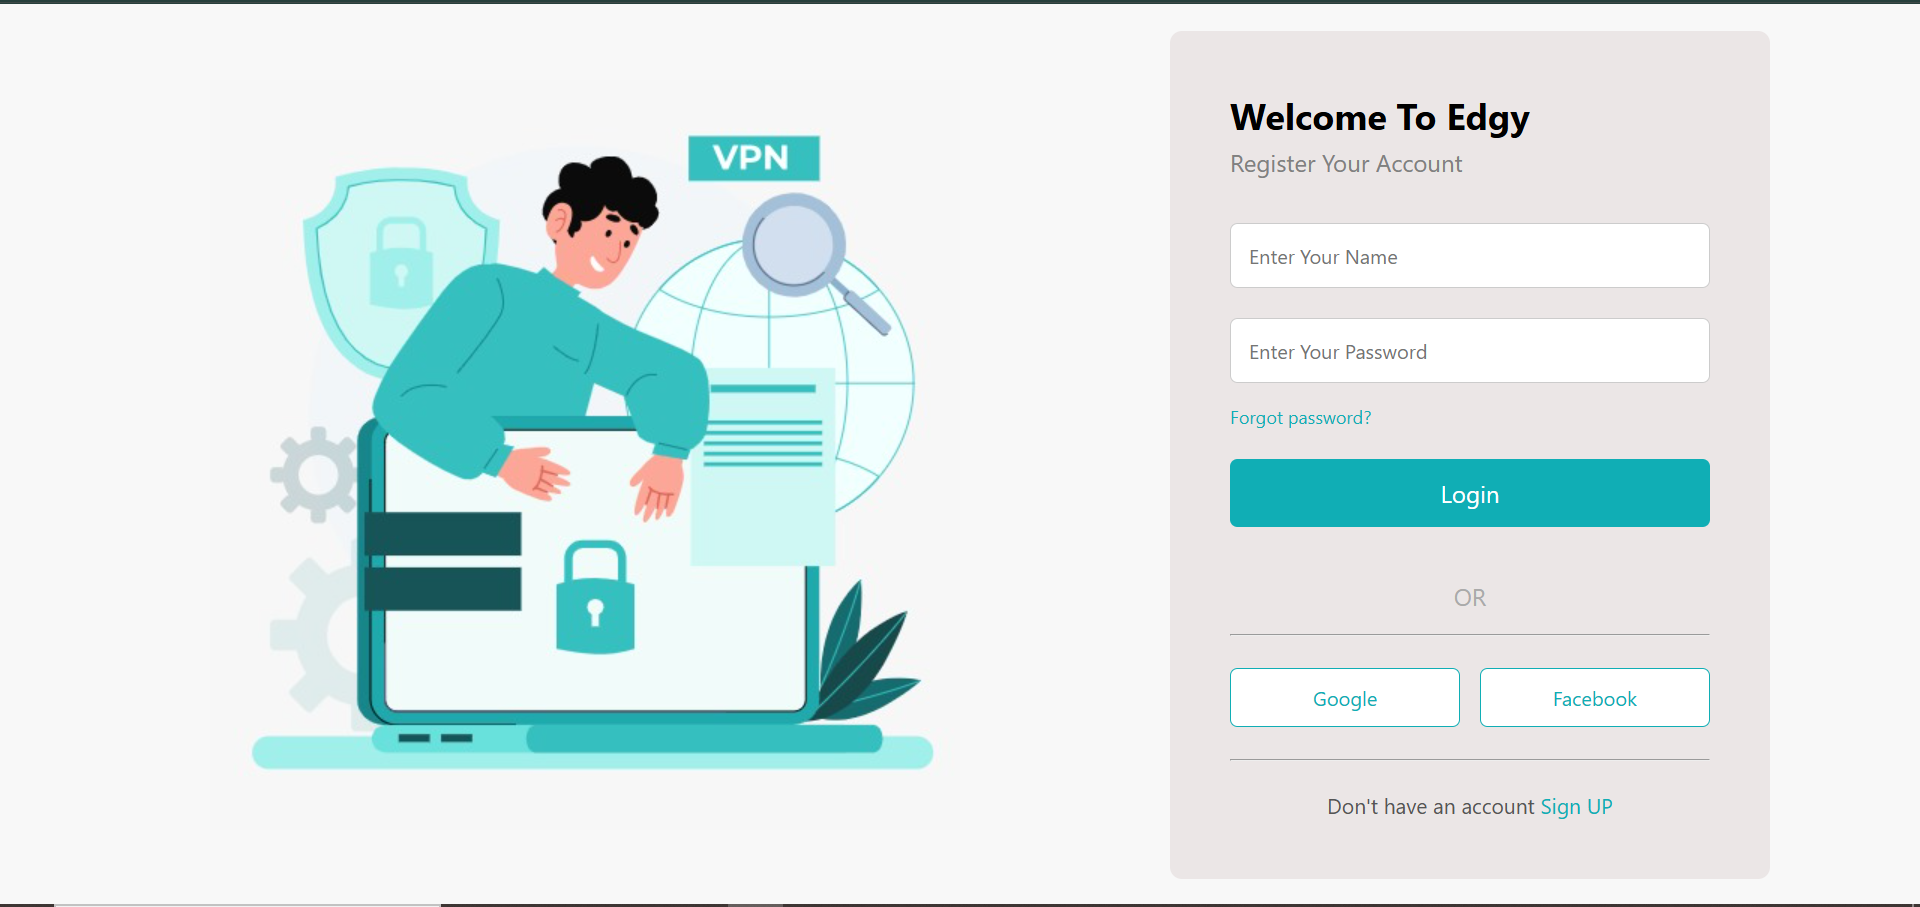 VPN
Welcome To Edgy
Register Your Account
Enter Your Name
Enter Your Password
Forgot password?
Login
OR
Google
Facebook
Don't have an account Sign UP